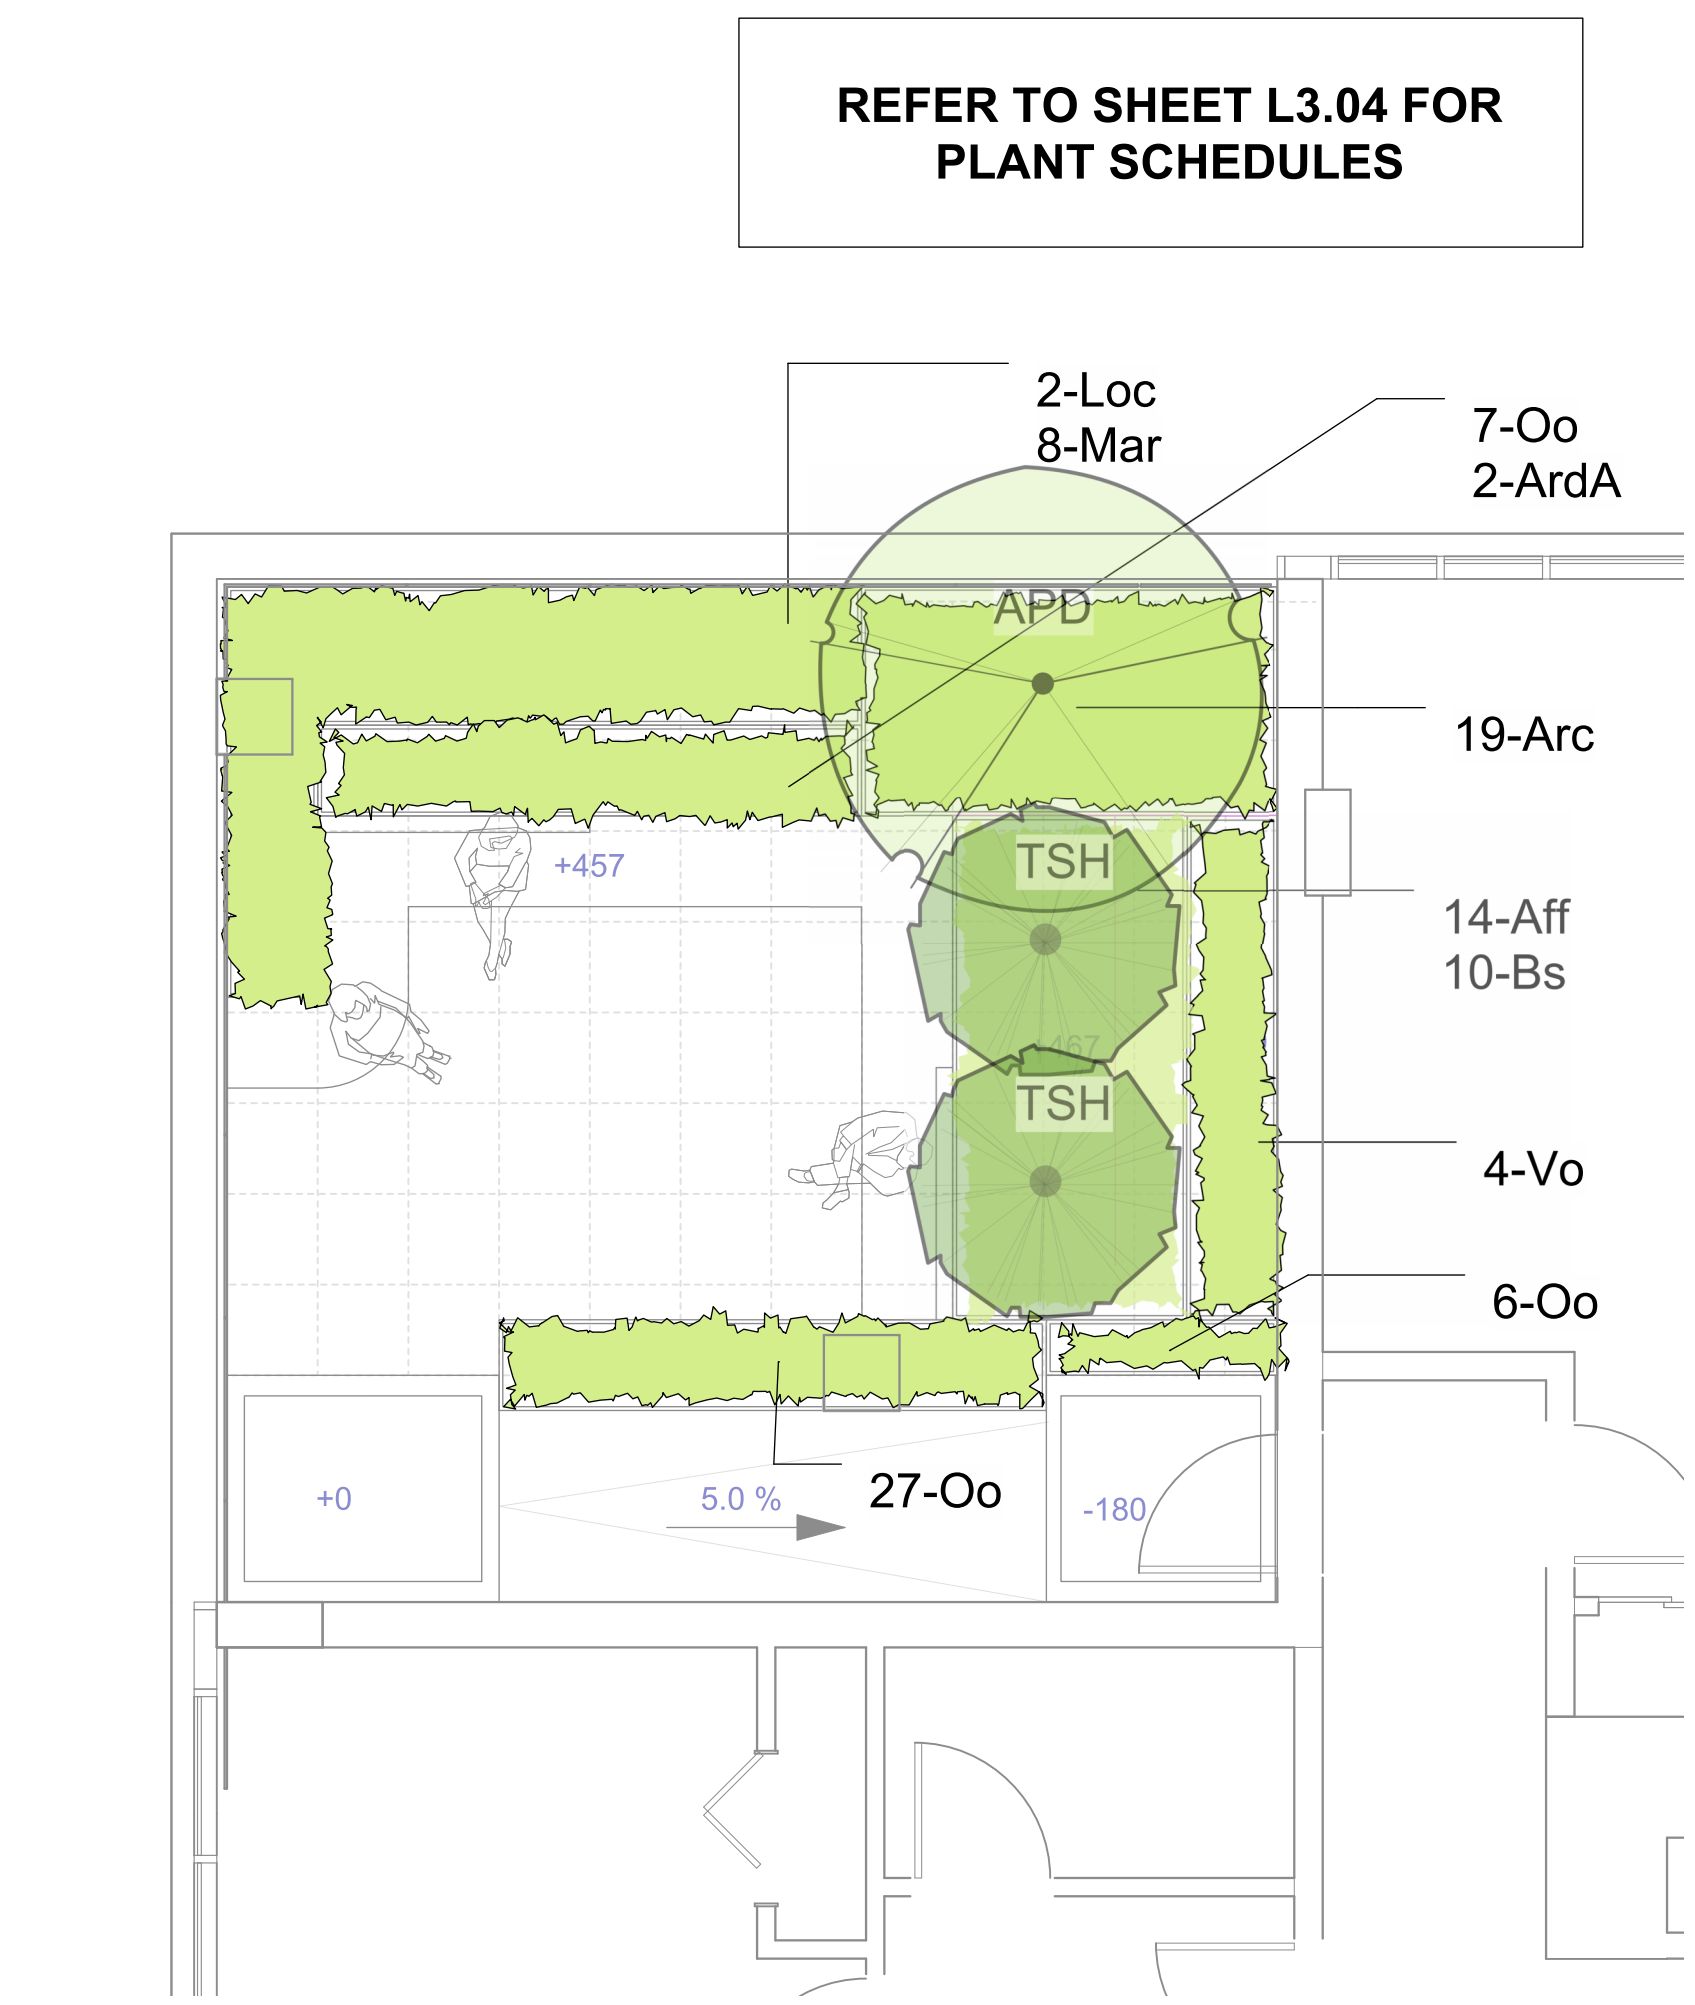 REFER TO SHEET L3.04 FOR
PLANT SCHEDULES
2-Loc
8-Mar
7-Oo
2-ArdA
APD
19-Arc
TSH
+457
14-Aff
10-Bs
+467
TSH
4-Vo
6-Oo
27-Oo
+0
5.0 %
-180